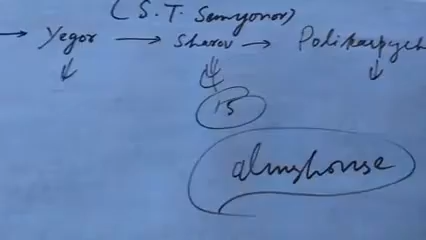 (S. T. Semyonov)
→ Yegor → Sharov → Polikarpych
↓ ↓ ↓
15
almshouse